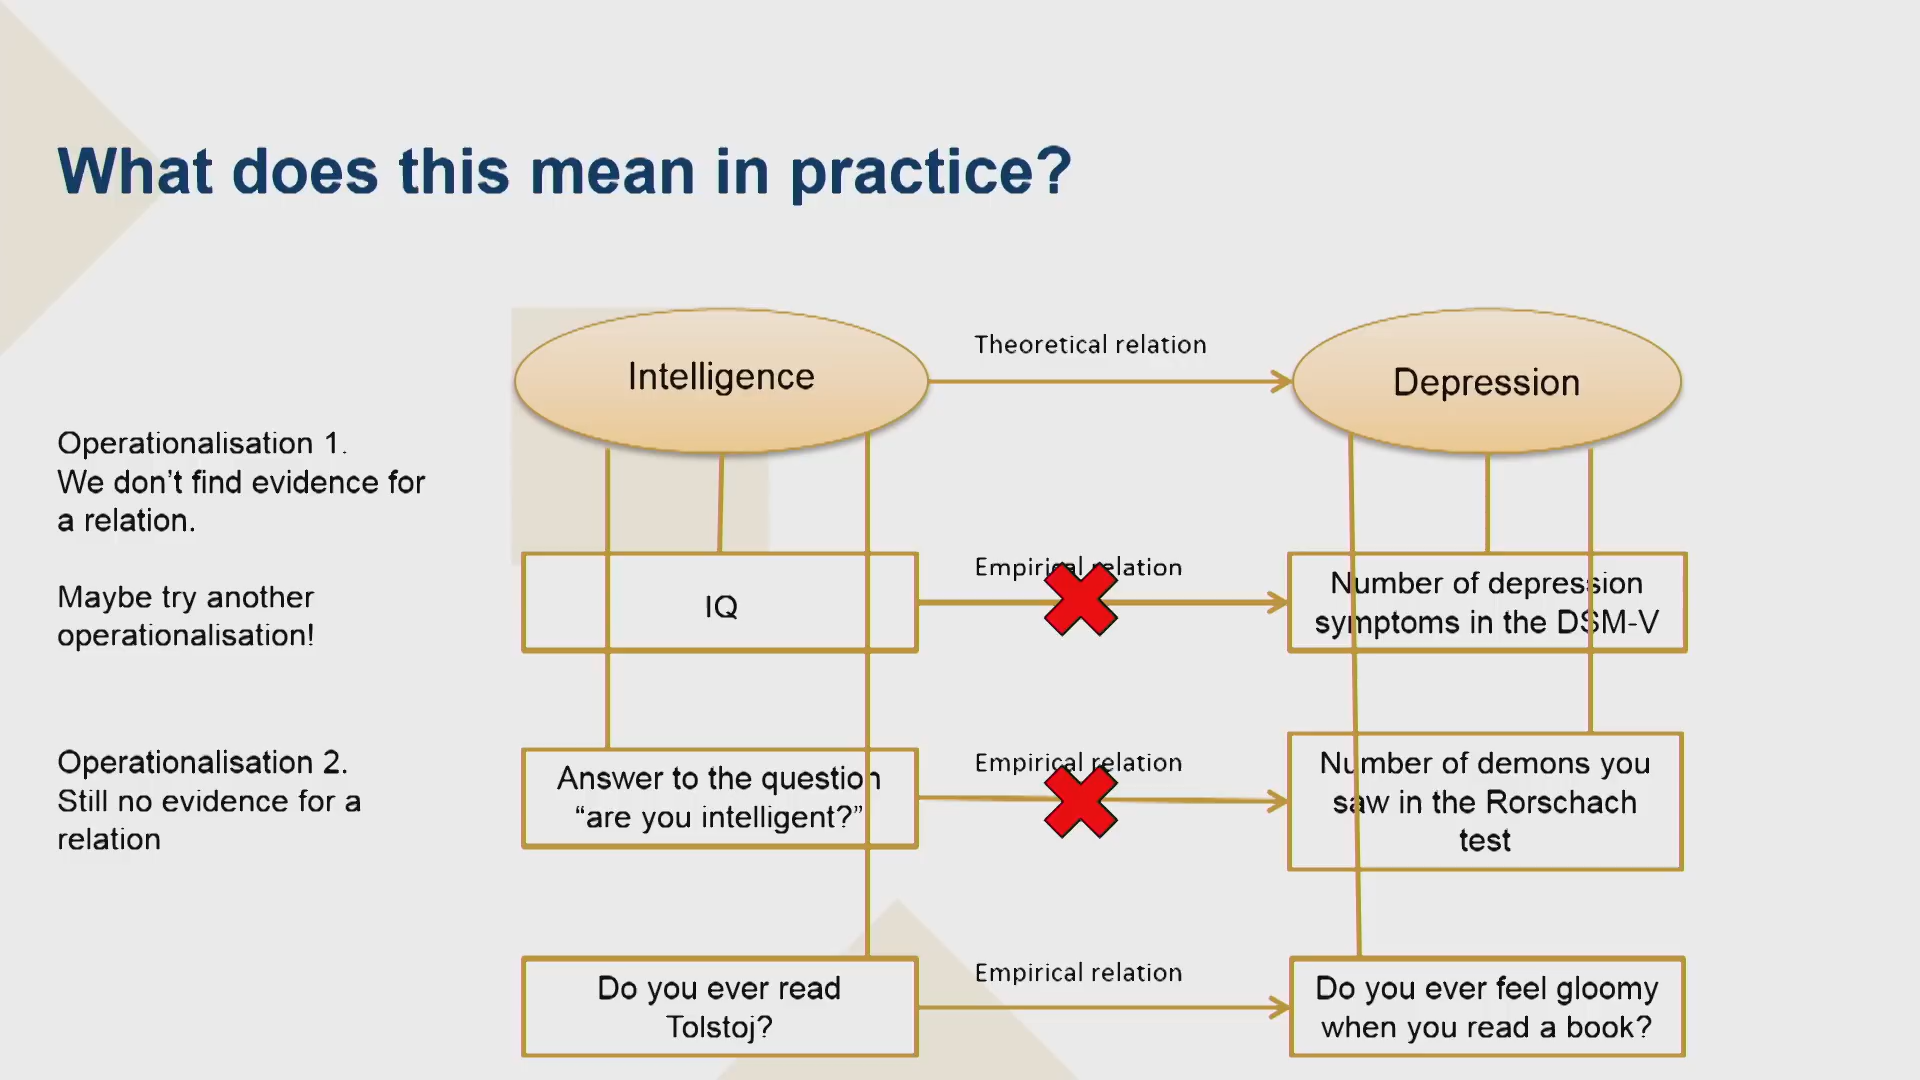 What does this mean in practice?
Theoretical relation
Intelligence
Depression
Operationalisation 1.
We don’t find evidence for
a relation.
Maybe try another
operationalisation!
Empirical relation
IQ
Number of depression
symptoms in the DSM-V
Operationalisation 2.
Still no evidence for a
relation
Empirical relation
Answer to the question
“are you intelligent?”
Number of demons you
saw in the Rorschach
test
Empirical relation
Do you ever read
Tolstoj?
Do you ever feel gloomy
when you read a book?